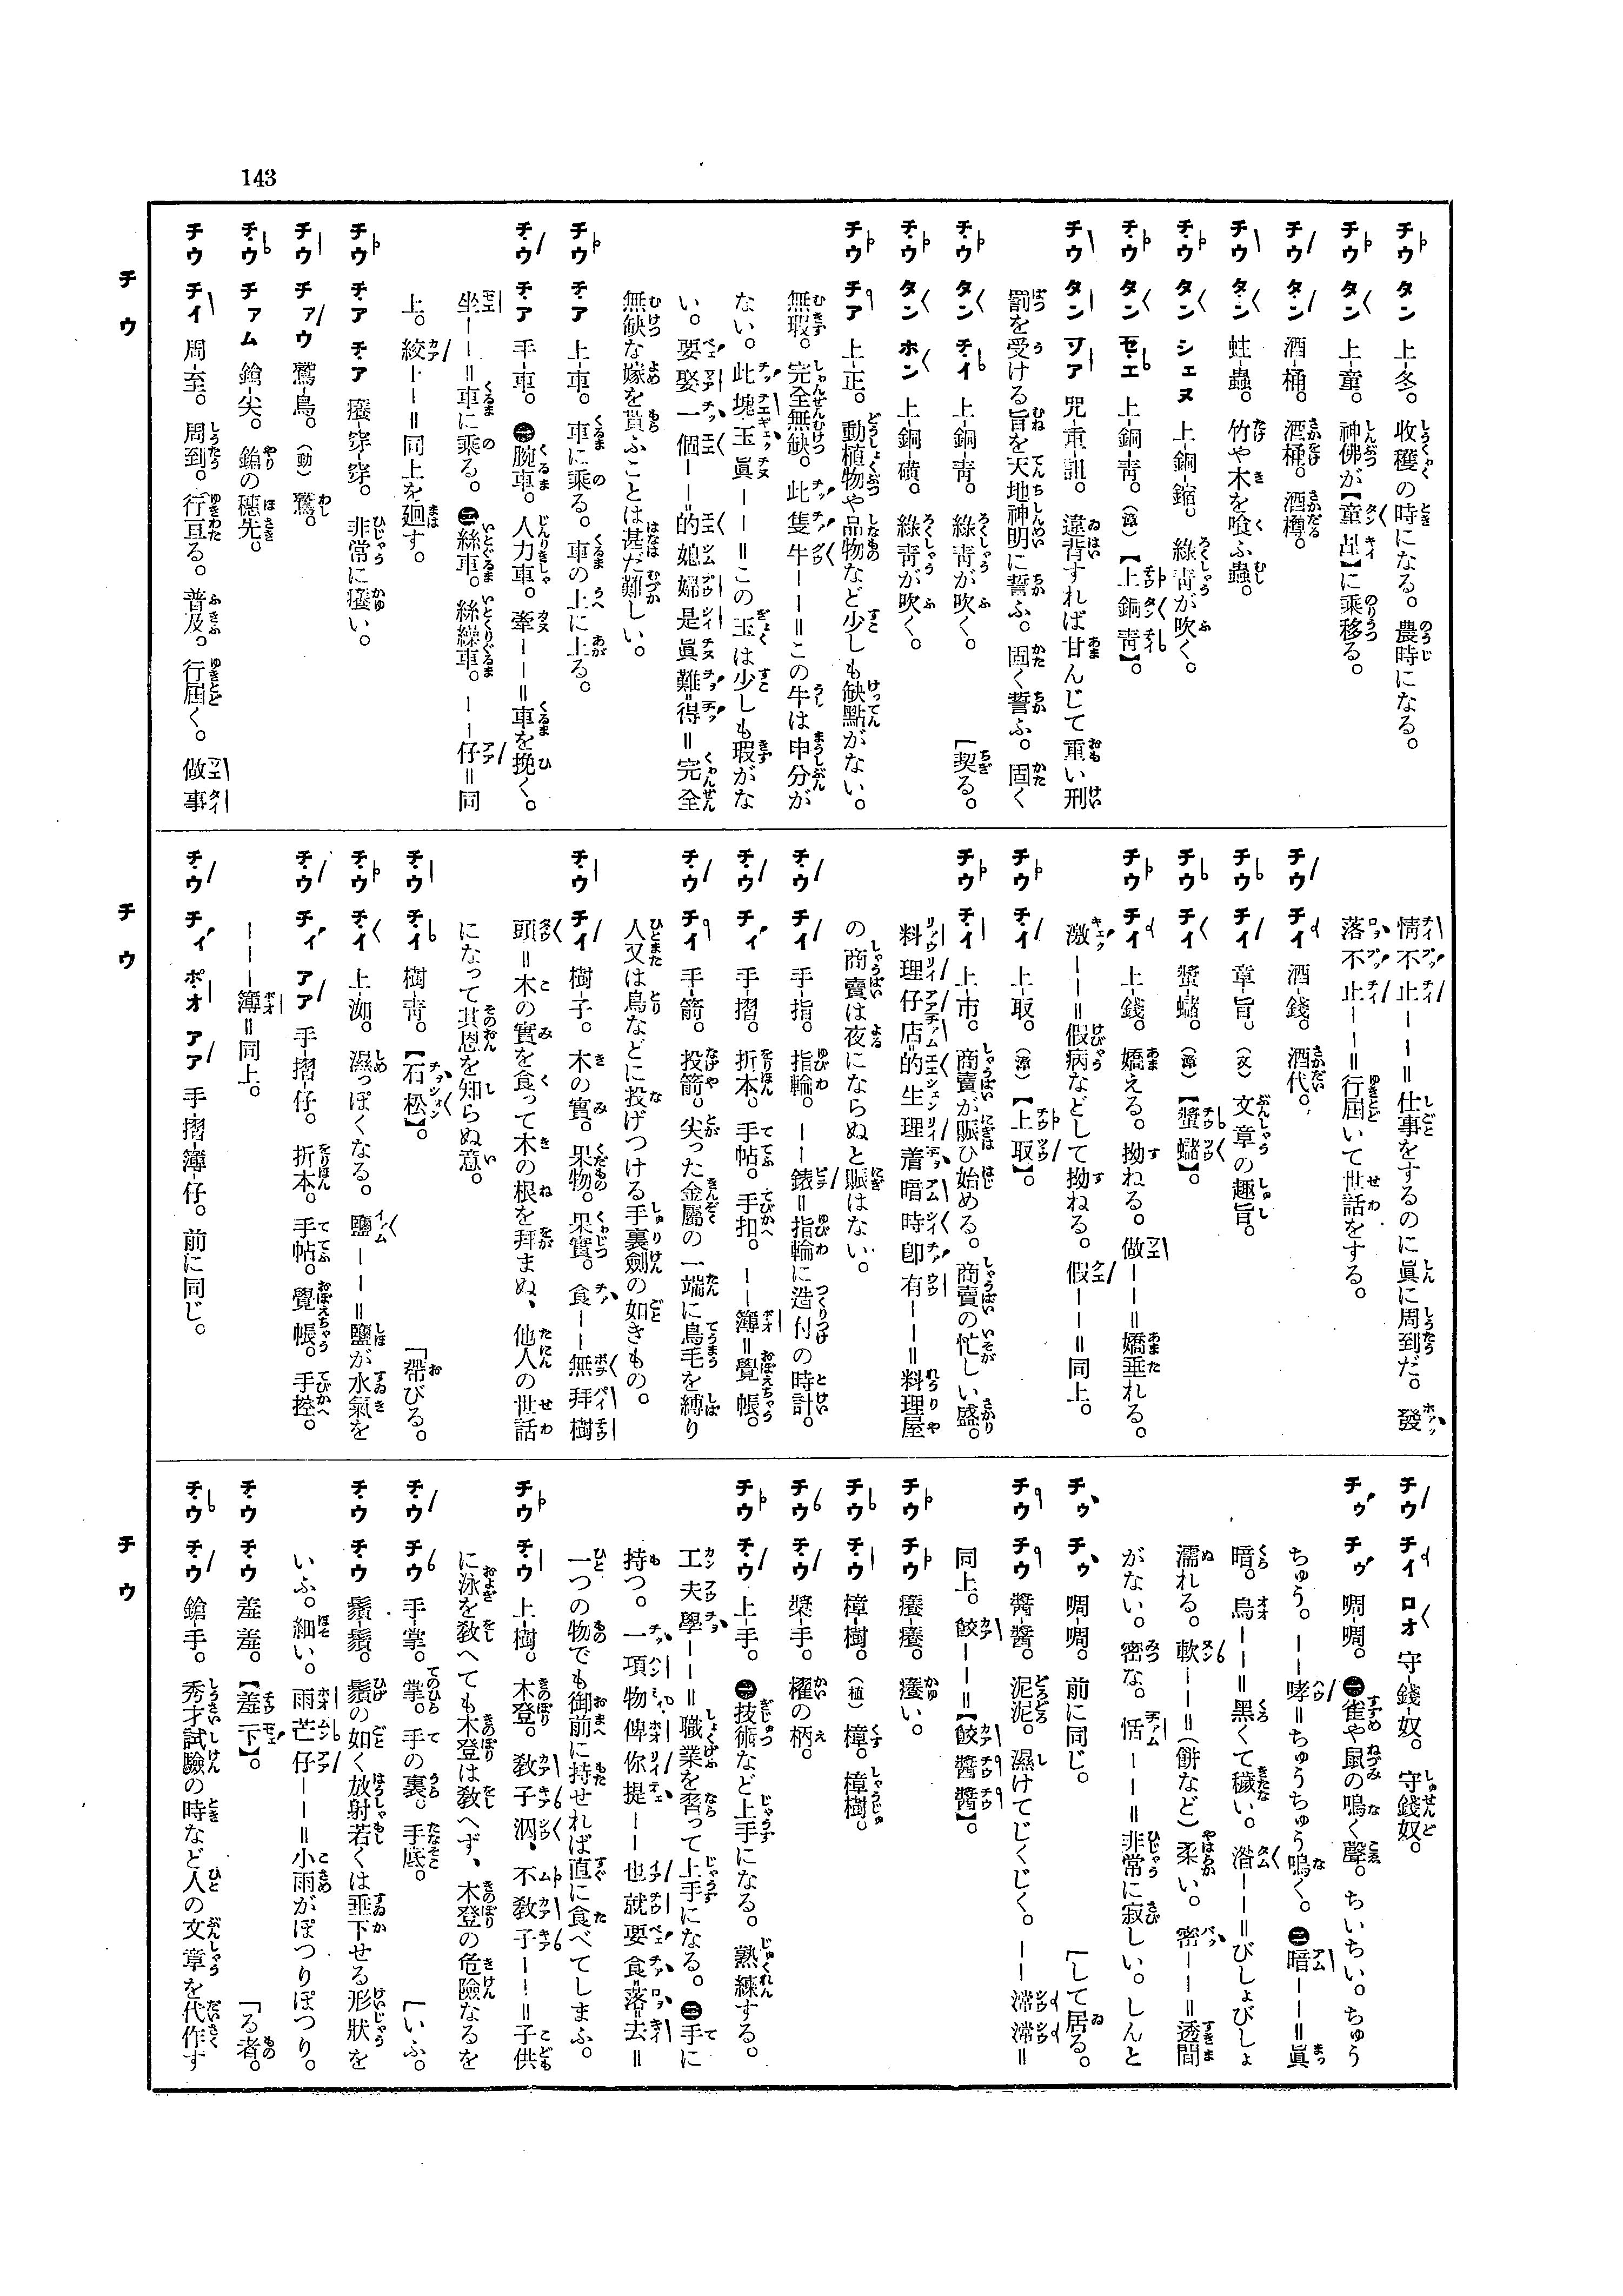 143
チウ タン 上-冬。收穫の時になる。農時になる。
チウ タン 上-童。神佛が【童乩】に乘移る。
チウ タン 酒-桶。酒桶。酒樽。
チウ タン 蛀-蟲。竹や木を喰ふ蟲。
チウ タン シエヌ 上-銅-鏥。綠靑が吹く。
チウ タン セエ 上-銅-靑。(漳)【上銅靑】。
チウ タン ツア 咒-重-詛。違背すれば甘んじて重い刑
罰を受ける旨を天地神明に誓ふ。固く誓ふ。固く
チウ タン チイ 上-銅-靑。綠靑が吹く。 「契る。
チウ タン ホン 上-銅-磺。綠靑が吹く。
チウ チア 上-正。動植物や品物など少しも缺點がない。
無瑕。完全無缺。此隻牛——=この牛は申分が
ない。此塊玉眞——=この玉は少しも瑕がな
い。要娶一個——的媳婦是眞難得=完全
無缺な嫁を貰ふことは甚だ難しい。
チウ チア 上-車。車に乘る。車の上に上る。
チウ チア 手-車。㊀腕車。人力車。牽——=車を挽く。
坐——=車に乘る。㊁絲車。絲繰車。——仔=同
上。絞——=同上を廻す。
チウ チア チア 癢-穿-穿。非常に癢い。
チウ チアウ 鷲-鳥。(動)鷲。
チウ チアム 鎗-尖。鎗の穗先。
チウ チイ 周-至。周到。行亙る。普及。行屆く。做事
チウ
情不止——=仕事をするのに眞に周到だ。發
落不止——=行屆いて世話をする。
チウ チイ 酒-錢。酒代。
チウ チイ 章-旨。(文)文章の趣旨。
チウ チイ 蟳-蠘。(漳)
チウ チイ 上-錢。嬌える。拗ねる。做——=嬌垂れる。
激——=假病などして拗ねる。假——=同上。
チウ チイ 上-取。(漳)【上取】。
チウ チイ 上-市。商賣が賑ひ始める。商賣の忙しい盛。
料理仔店的生理着暗時卽有——=料理屋
の商賣は夜にならぬと賑はない。
チウ チイ 手-指。指輪。——錶=指輪に造付の時計。
チウ チイ 手-摺。折本。手帖。手扣。——簿=覺帳。
チウ チイ 手-箭。投箭。尖った金屬の一端に鳥毛を縛り
人又は鳥などに投げつける手裏劍の如きもの。
チウ チイ 樹-子。木の實。果物。果實。食——無拜樹
頭=木の實を食って木の根を拜まぬ、他人の世話
になって其恩を知らぬ意。
チウ チイ 樹-靑。【石松】。 「帶びる。
チウ チイ 上-洳。濕っぽくなる。鹽——=鹽が水氣を
チウ チイ アア 手-摺-仔。折本。手帖。覺帳。手控。
———簿=同上。
チウ チイ ポオ アア 手-摺-簿-仔。前に同じ。
チウ
チウ チイ ロオ 守-錢-奴。守錢奴。
チウ チウ 啁-啁。㊀雀や鼠の鳴く聲。ちいちい。ちゅう
ちゅう。——哮=ちゅうちゅう鳴く。㊁暗——=眞
暗。烏——=黑くて穢い。澘——=びしょびしょ
濡れる。軟——=(餅など)柔い。密——=透間
がない。密な。恬——=非常に寂しい。しんと
チウ チウ 啁-啁。前に同じ。 「して居る。
チウ チウ 醬-醬。泥泥。濕けてじくじく。——滯滯=
同上。餃——=【餃醬醬】。
チウ チウ 癢-癢。癢い。
チウ チウ 樟-樹。(植)樟。樟樹。
チウ チウ 槳-手。櫂の柄。
チウ チウ 上-手。㊀技術など上手になる。熟練する。
工夫學——=職業を習って上手になる。㊁手に
持つ。一項物俾你提——也就要食落去=
一つの物でも御前に持せれば直に食べてしまふ。
チウ チウ 上-樹。木登。敎子泅、不敎子——=子供
に泳を敎へても木登は敎へず、木登の危險なるを
チウ チウ 手-掌。掌。手の裏。手底。 「いふ。
チウ チウ 鬚-鬚。鬚の如く放射若くは垂下せる形狀を
いふ。細い。雨芒仔——=小雨がぽつりぽつり。
チウ チウ 羞-羞。【羞下】。 「る者。
チウ チウ 鎗-手。秀才試驗の時など人の文章を代作す
チウ